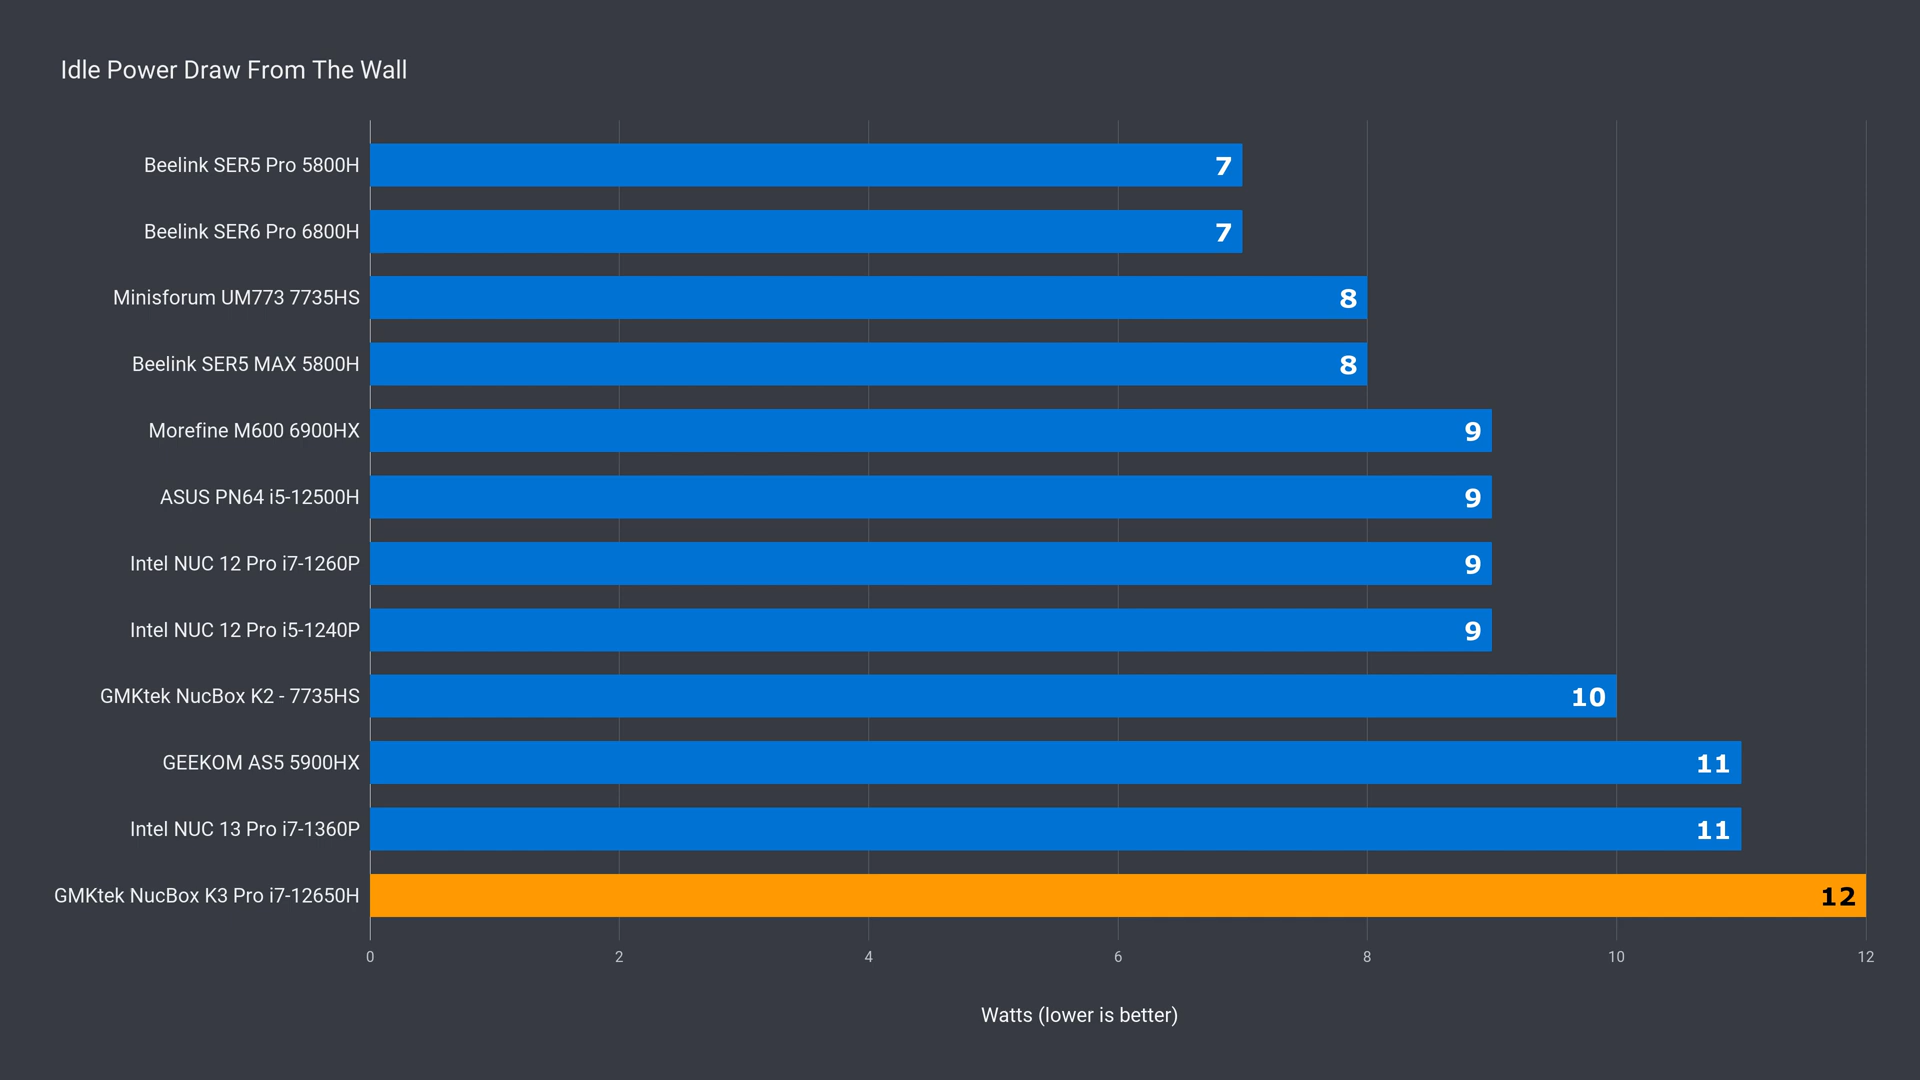 Idle Power Draw From The Wall
Beelink SER5 Pro 5800H 7
Beelink SER6 Pro 6800H 7
Minisforum UM773 7735HS 8
Beelink SER5 MAX 5800H 8
Morefine M600 6900HX 9
ASUS PN64 i5-12500H 9
Intel NUC 12 Pro i7-1260P 9
Intel NUC 12 Pro i5-1240P 9
GMKtek NucBox K2 - 7735HS 10
GEEKOM AS5 5900HX 11
Intel NUC 13 Pro i7-1360P 11
GMKtek NucBox K3 Pro i7-12650H 12
0 2 4 6 8 10 12
Watts (lower is better)